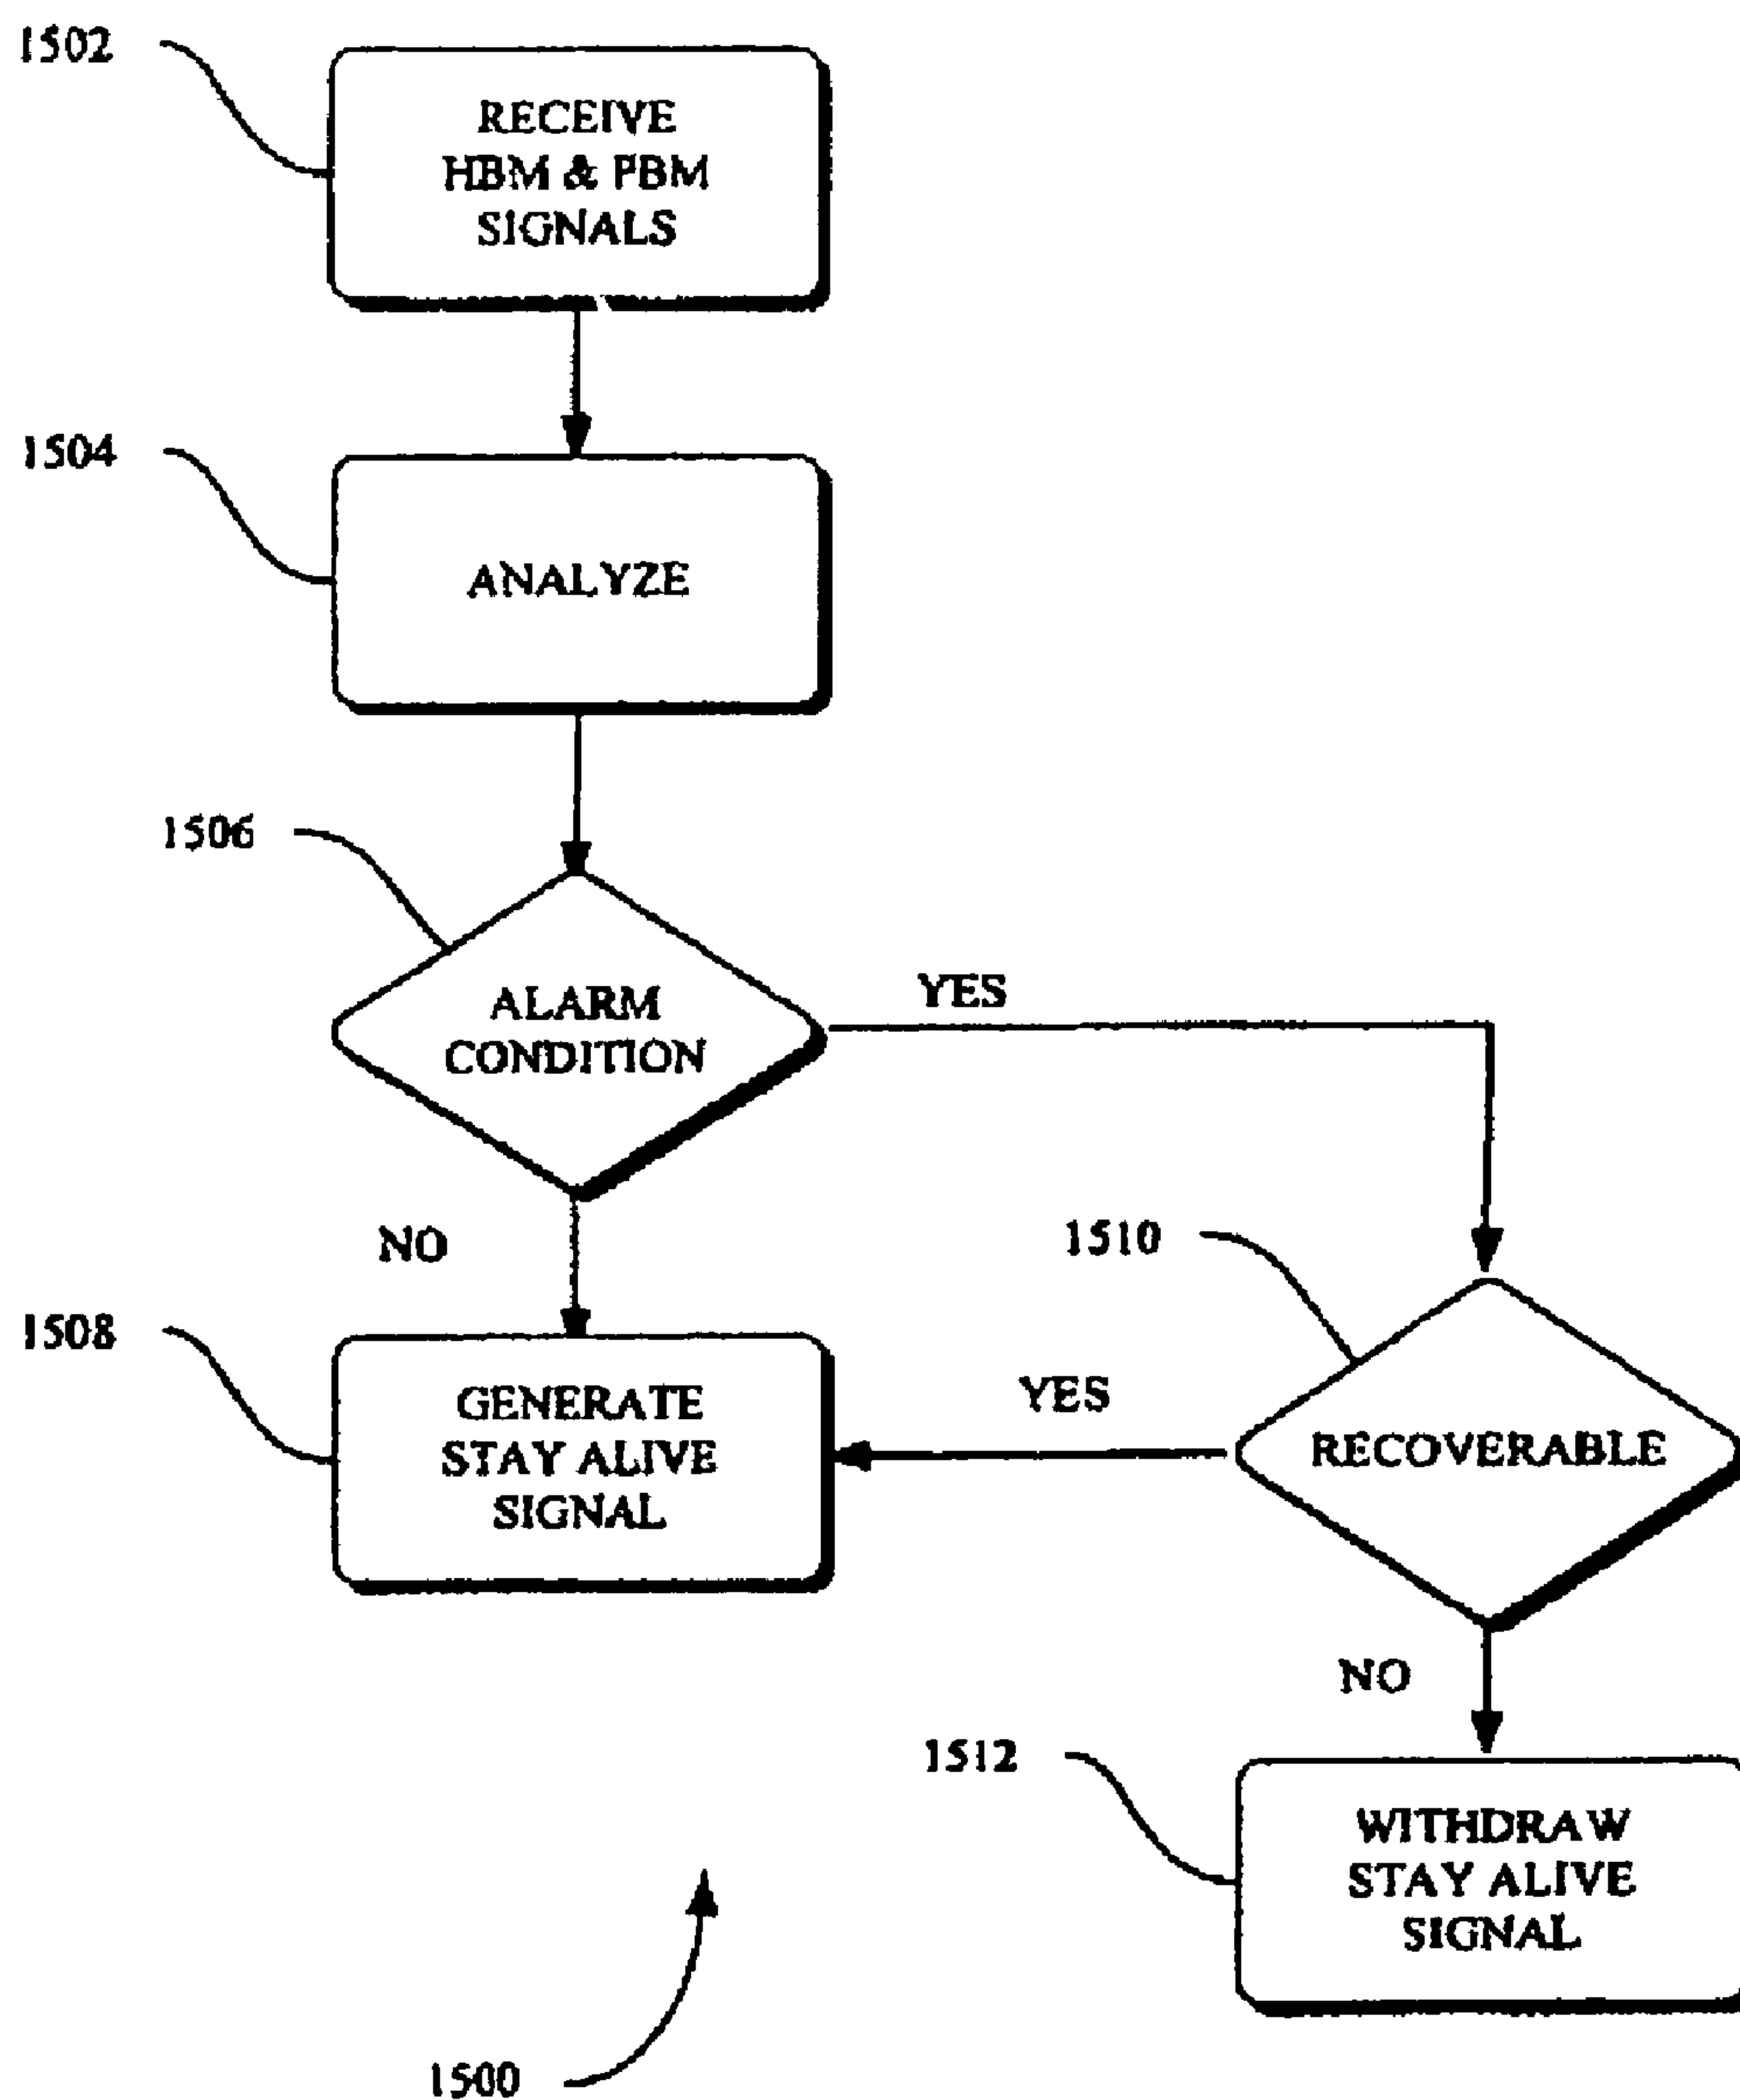 1502
RECEIVE
HBM & PBM
SIGNALS
1504
ANALYZE
1506
ALARM
CONDITION
YES
NO
1508
GENERATE
STAY ALIVE
SIGNAL
1510
YES
RECOVERABLE
NO
1512
WITHDRAW
STAY ALIVE
SIGNAL
1500